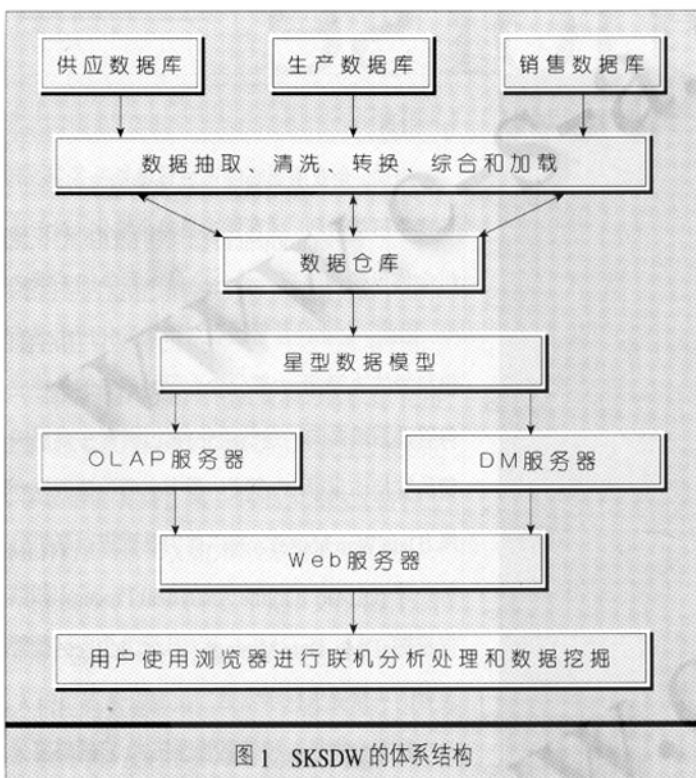 供应数据库
生产数据库
销售数据库
数据抽取、清洗、转换、综合和加载
数据仓库
星型数据模型
OLAP服务器
DM服务器
Web服务器
用户使用浏览器进行联机分析处理和数据挖掘
图1 SKSDW的体系结构